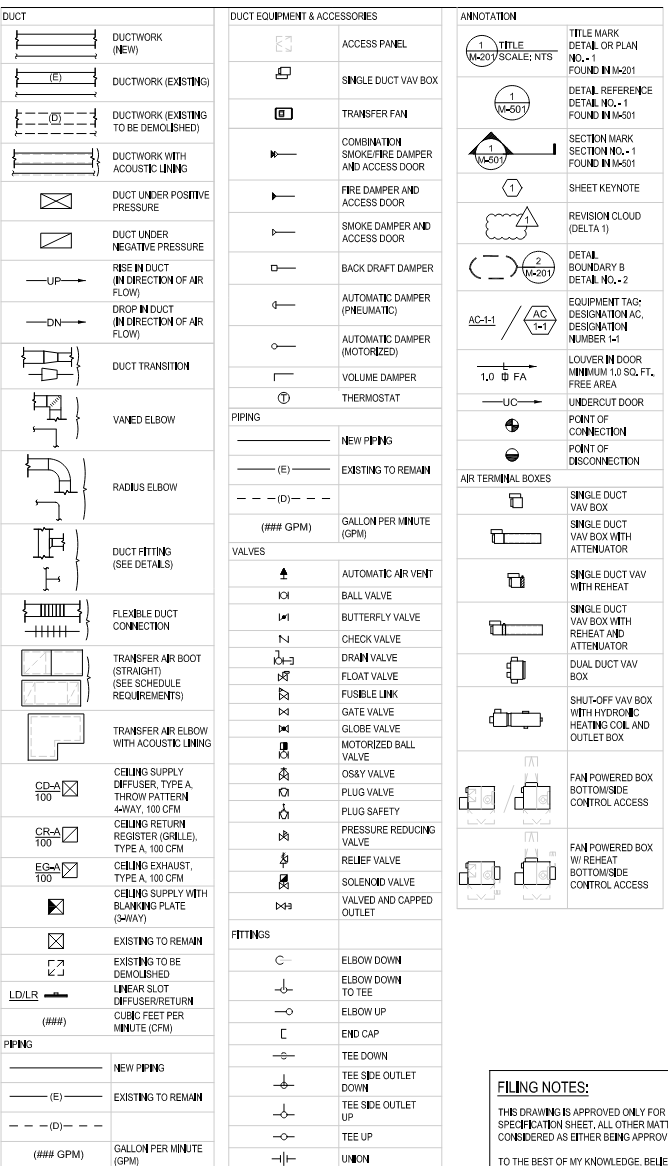 DUCT
DUCTWORK
(NEW)
(E)
DUCTWORK (EXISTING)
(D)
DUCTWORK (EXISTING
TO BE DEMOLISHED)
DUCTWORK WITH
ACOUSTIC LINING
DUCT UNDER POSITIVE
PRESSURE
DUCT UNDER
NEGATIVE PRESSURE
UP
RISE IN DUCT
(IN DIRECTION OF AIR
FLOW)
DN
DROP IN DUCT
(IN DIRECTION OF AIR
FLOW)
DUCT TRANSITION
VANED ELBOW
RADIUS ELBOW
DUCT FITTING
(SEE DETAILS)
FLEXIBLE DUCT
CONNECTION
TRANSFER AIR BOOT
(STRAIGHT)
(SEE SCHEDULE
REQUIREMENTS)
TRANSFER AIR ELBOW
WITH ACOUSTIC LINING
CD-A
100
CEILING SUPPLY
DIFFUSER, TYPE A,
THROW PATTERN
4-WAY, 100 CFM
CR-A
100
CEILING RETURN
REGISTER (GRILLE),
TYPE A, 100 CFM
EG-A
100
CEILING EXHAUST,
TYPE A, 100 CFM
CEILING SUPPLY WITH
BLANKING PLATE
(3-WAY)
EXISTING TO REMAIN
EXISTING TO BE
DEMOLISHED
LD/LR
LINEAR SLOT
DIFFUSER/RETURN
(###)
CUBIC FEET PER
MINUTE (CFM)
PIPING
NEW PIPING
(E)
EXISTING TO REMAIN
(D)
(### GPM)
GALLON PER MINUTE
(GPM)
DUCT EQUIPMENT & ACCESSORIES
ACCESS PANEL
SINGLE DUCT VAV BOX
TRANSFER FAN
COMBINATION
SMOKE/FIRE DAMPER
AND ACCESS DOOR
FIRE DAMPER AND
ACCESS DOOR
SMOKE DAMPER AND
ACCESS DOOR
BACK DRAFT DAMPER
AUTOMATIC DAMPER
(PNEUMATIC)
AUTOMATIC DAMPER
(MOTORIZED)
VOLUME DAMPER
T
THERMOSTAT
PIPING
NEW PIPING
(E)
EXISTING TO REMAIN
(D)
(### GPM)
GALLON PER MINUTE
(GPM)
VALVES
AUTOMATIC AIR VENT
BALL VALVE
BUTTERFLY VALVE
CHECK VALVE
DRAIN VALVE
FLOAT VALVE
FUSIBLE LINK
GATE VALVE
GLOBE VALVE
MOTORIZED BALL
VALVE
OS&Y VALVE
PLUG VALVE
PLUG SAFETY
PRESSURE REDUCING
VALVE
RELIEF VALVE
SOLENOID VALVE
VALVED AND CAPPED
OUTLET
FITTINGS
ELBOW DOWN
ELBOW DOWN
TO TEE
ELBOW UP
END CAP
TEE DOWN
TEE SIDE OUTLET
DOWN
TEE SIDE OUTLET
UP
TEE UP
UNION
ANNOTATION
1
M-201
TITLE
SCALE: NTS
TITLE MARK
DETAIL OR PLAN
NO. - 1
FOUND IN M-201
1
M-501
DETAIL REFERENCE
DETAIL NO. - 1
FOUND IN M-501
1
M-501
SECTION MARK
SECTION NO. - 1
FOUND IN M-501
1
SHEET KEYNOTE
1
REVISION CLOUD
(DELTA 1)
2
M-201
DETAIL
BOUNDARY B
DETAIL NO. - 2
AC-1-1
AC
1-1
EQUIPMENT TAG:
DESIGNATION AC,
DESIGNATION
NUMBER 1-1
L
1.0 FA
LOUVER IN DOOR
MINIMUM 1.0 SQ. FT.,
FREE AREA
UC
UNDERCUT DOOR
POINT OF
CONNECTION
POINT OF
DISCONNECTION
AIR TERMINAL BOXES
SINGLE DUCT
VAV BOX
SINGLE DUCT
VAV BOX WITH
ATTENUATOR
SINGLE DUCT VAV
WITH REHEAT
SINGLE DUCT
VAV BOX WITH
REHEAT AND
ATTENUATOR
DUAL DUCT VAV
BOX
SHUT-OFF VAV BOX
WITH HYDRONIC
HEATING COIL AND
OUTLET BOX
FAN POWERED BOX
BOTTOM/SIDE
CONTROL ACCESS
FAN POWERED BOX
W/ REHEAT
BOTTOM/SIDE
CONTROL ACCESS
FILING NOTES:
THIS DRAWING IS APPROVED ONLY FOR
SPECIFICATION SHEET, ALL OTHER MATT
CONSIDERED AS EITHER BEING APPROV
TO THE BEST OF MY KNOWLEDGE, BELIE